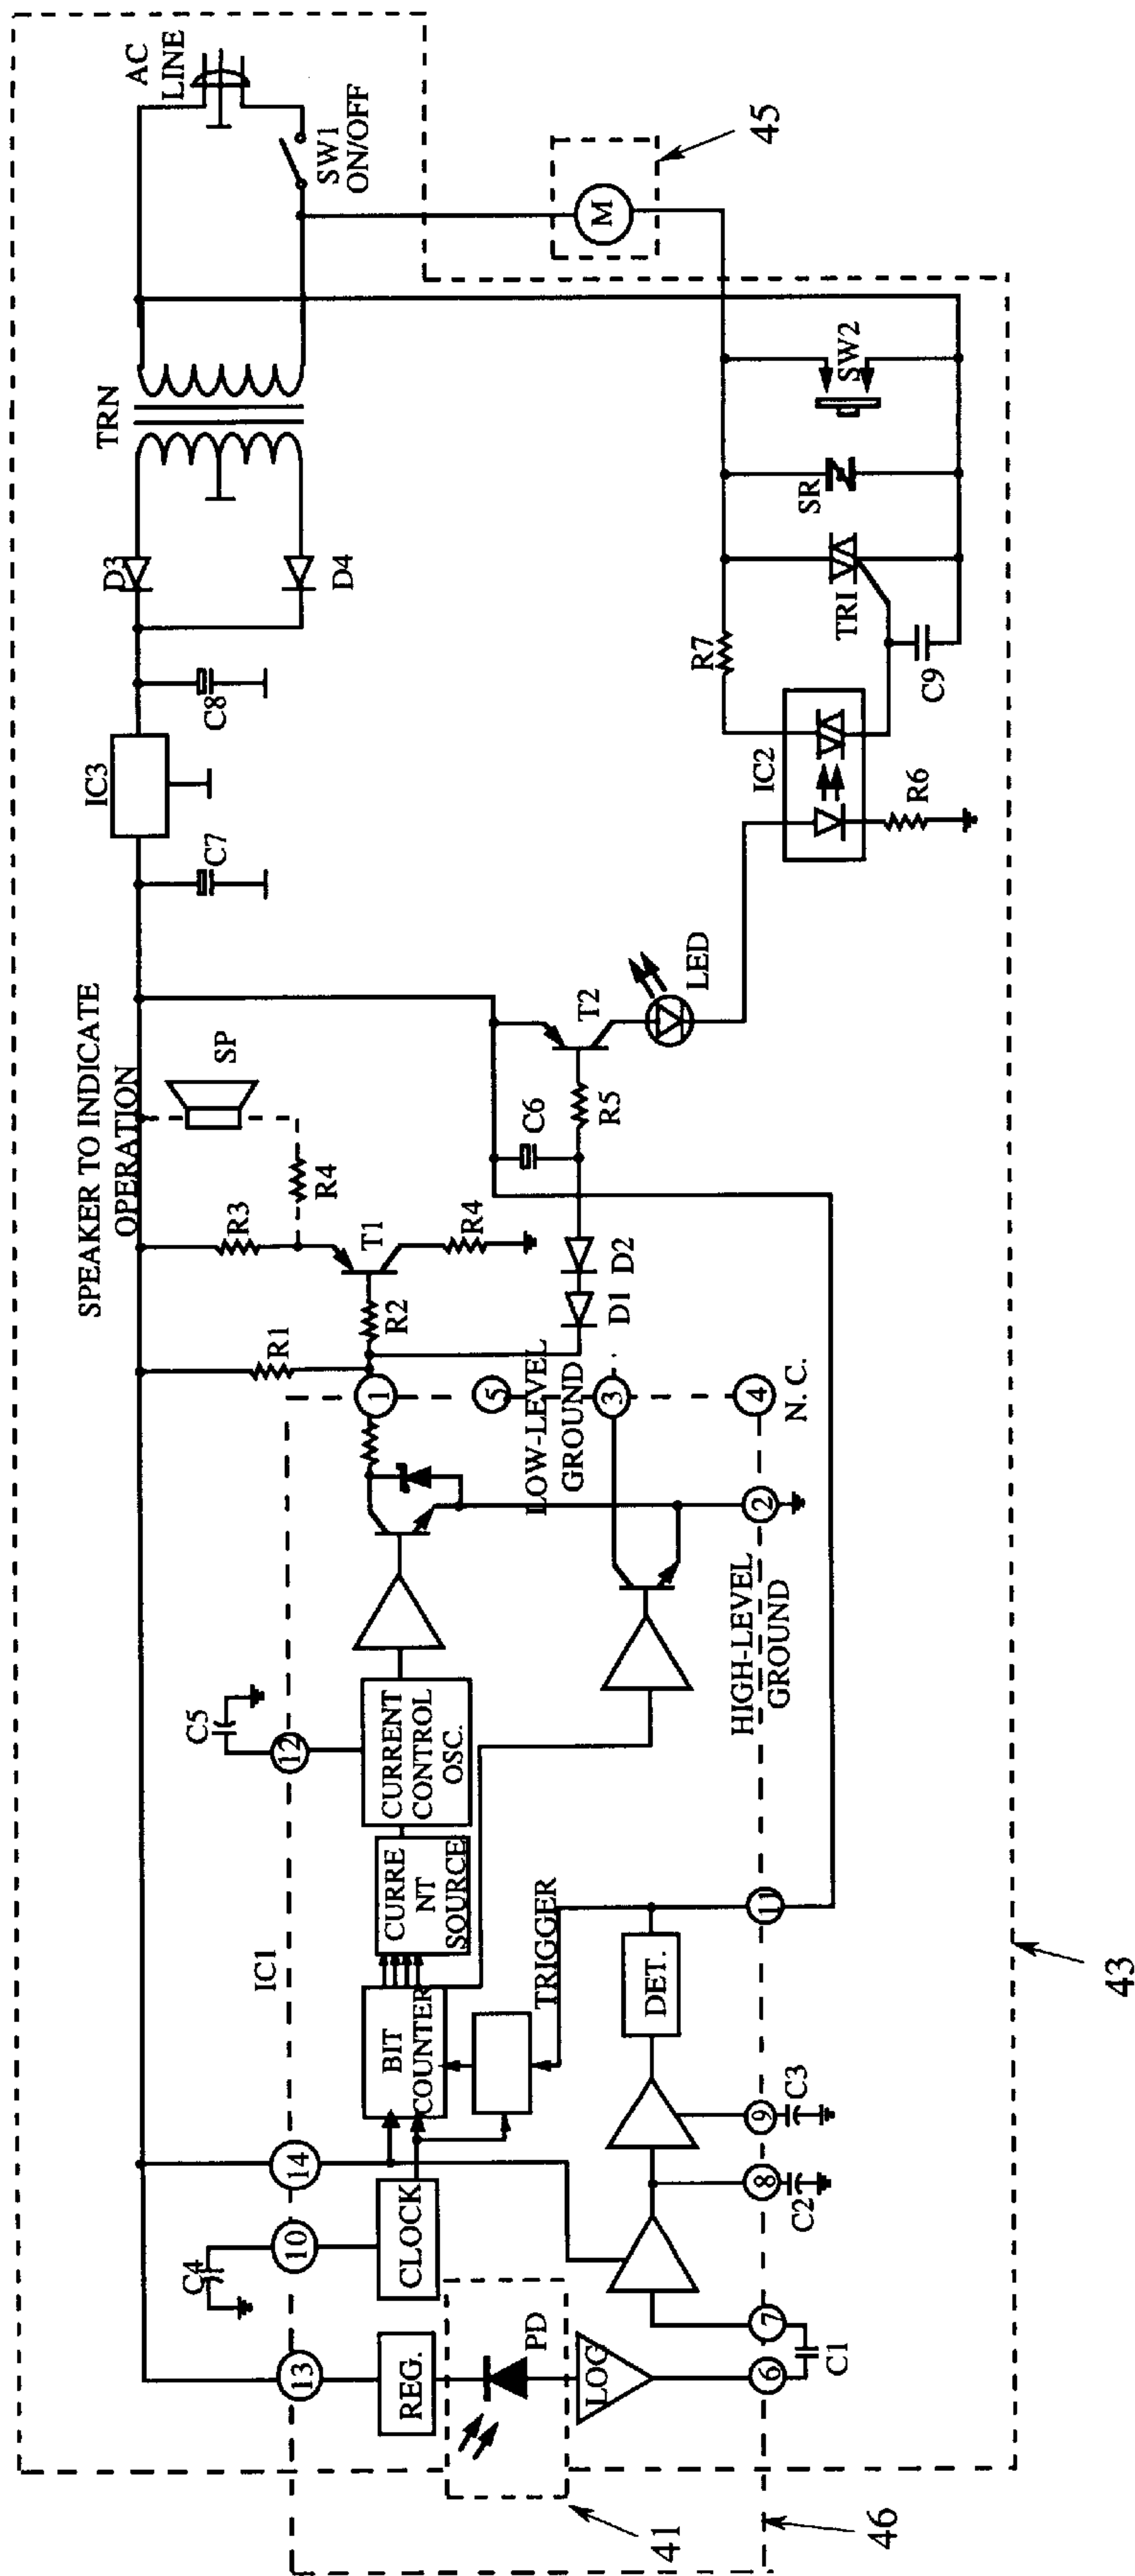 AC
LINE
SW1
ON/OFF
TRN
D3
D4
45
M
SW2
SR
TRI
R7
C9
IC2
R6
C8
IC3
C7
SPEAKER TO INDICATE
OPERATION
SP
R4
R3
T1
R4
R2
R1
LED
T2
C6
R5
D2
D1
1
5
LOW-LEVEL
GROUND
3
4
N. C.
2
HIGH-LEVEL
GROUND
C5
12
CURRENT
CONTROL
OSC.
CURRE
NT
SOURCE
IC1
BIT
COUNTER
TRIGGER
DET.
11
43
14
10
C4
CLOCK
9
C3
8
C2
7
C1
6
13
REG.
PD
LOG
41
46